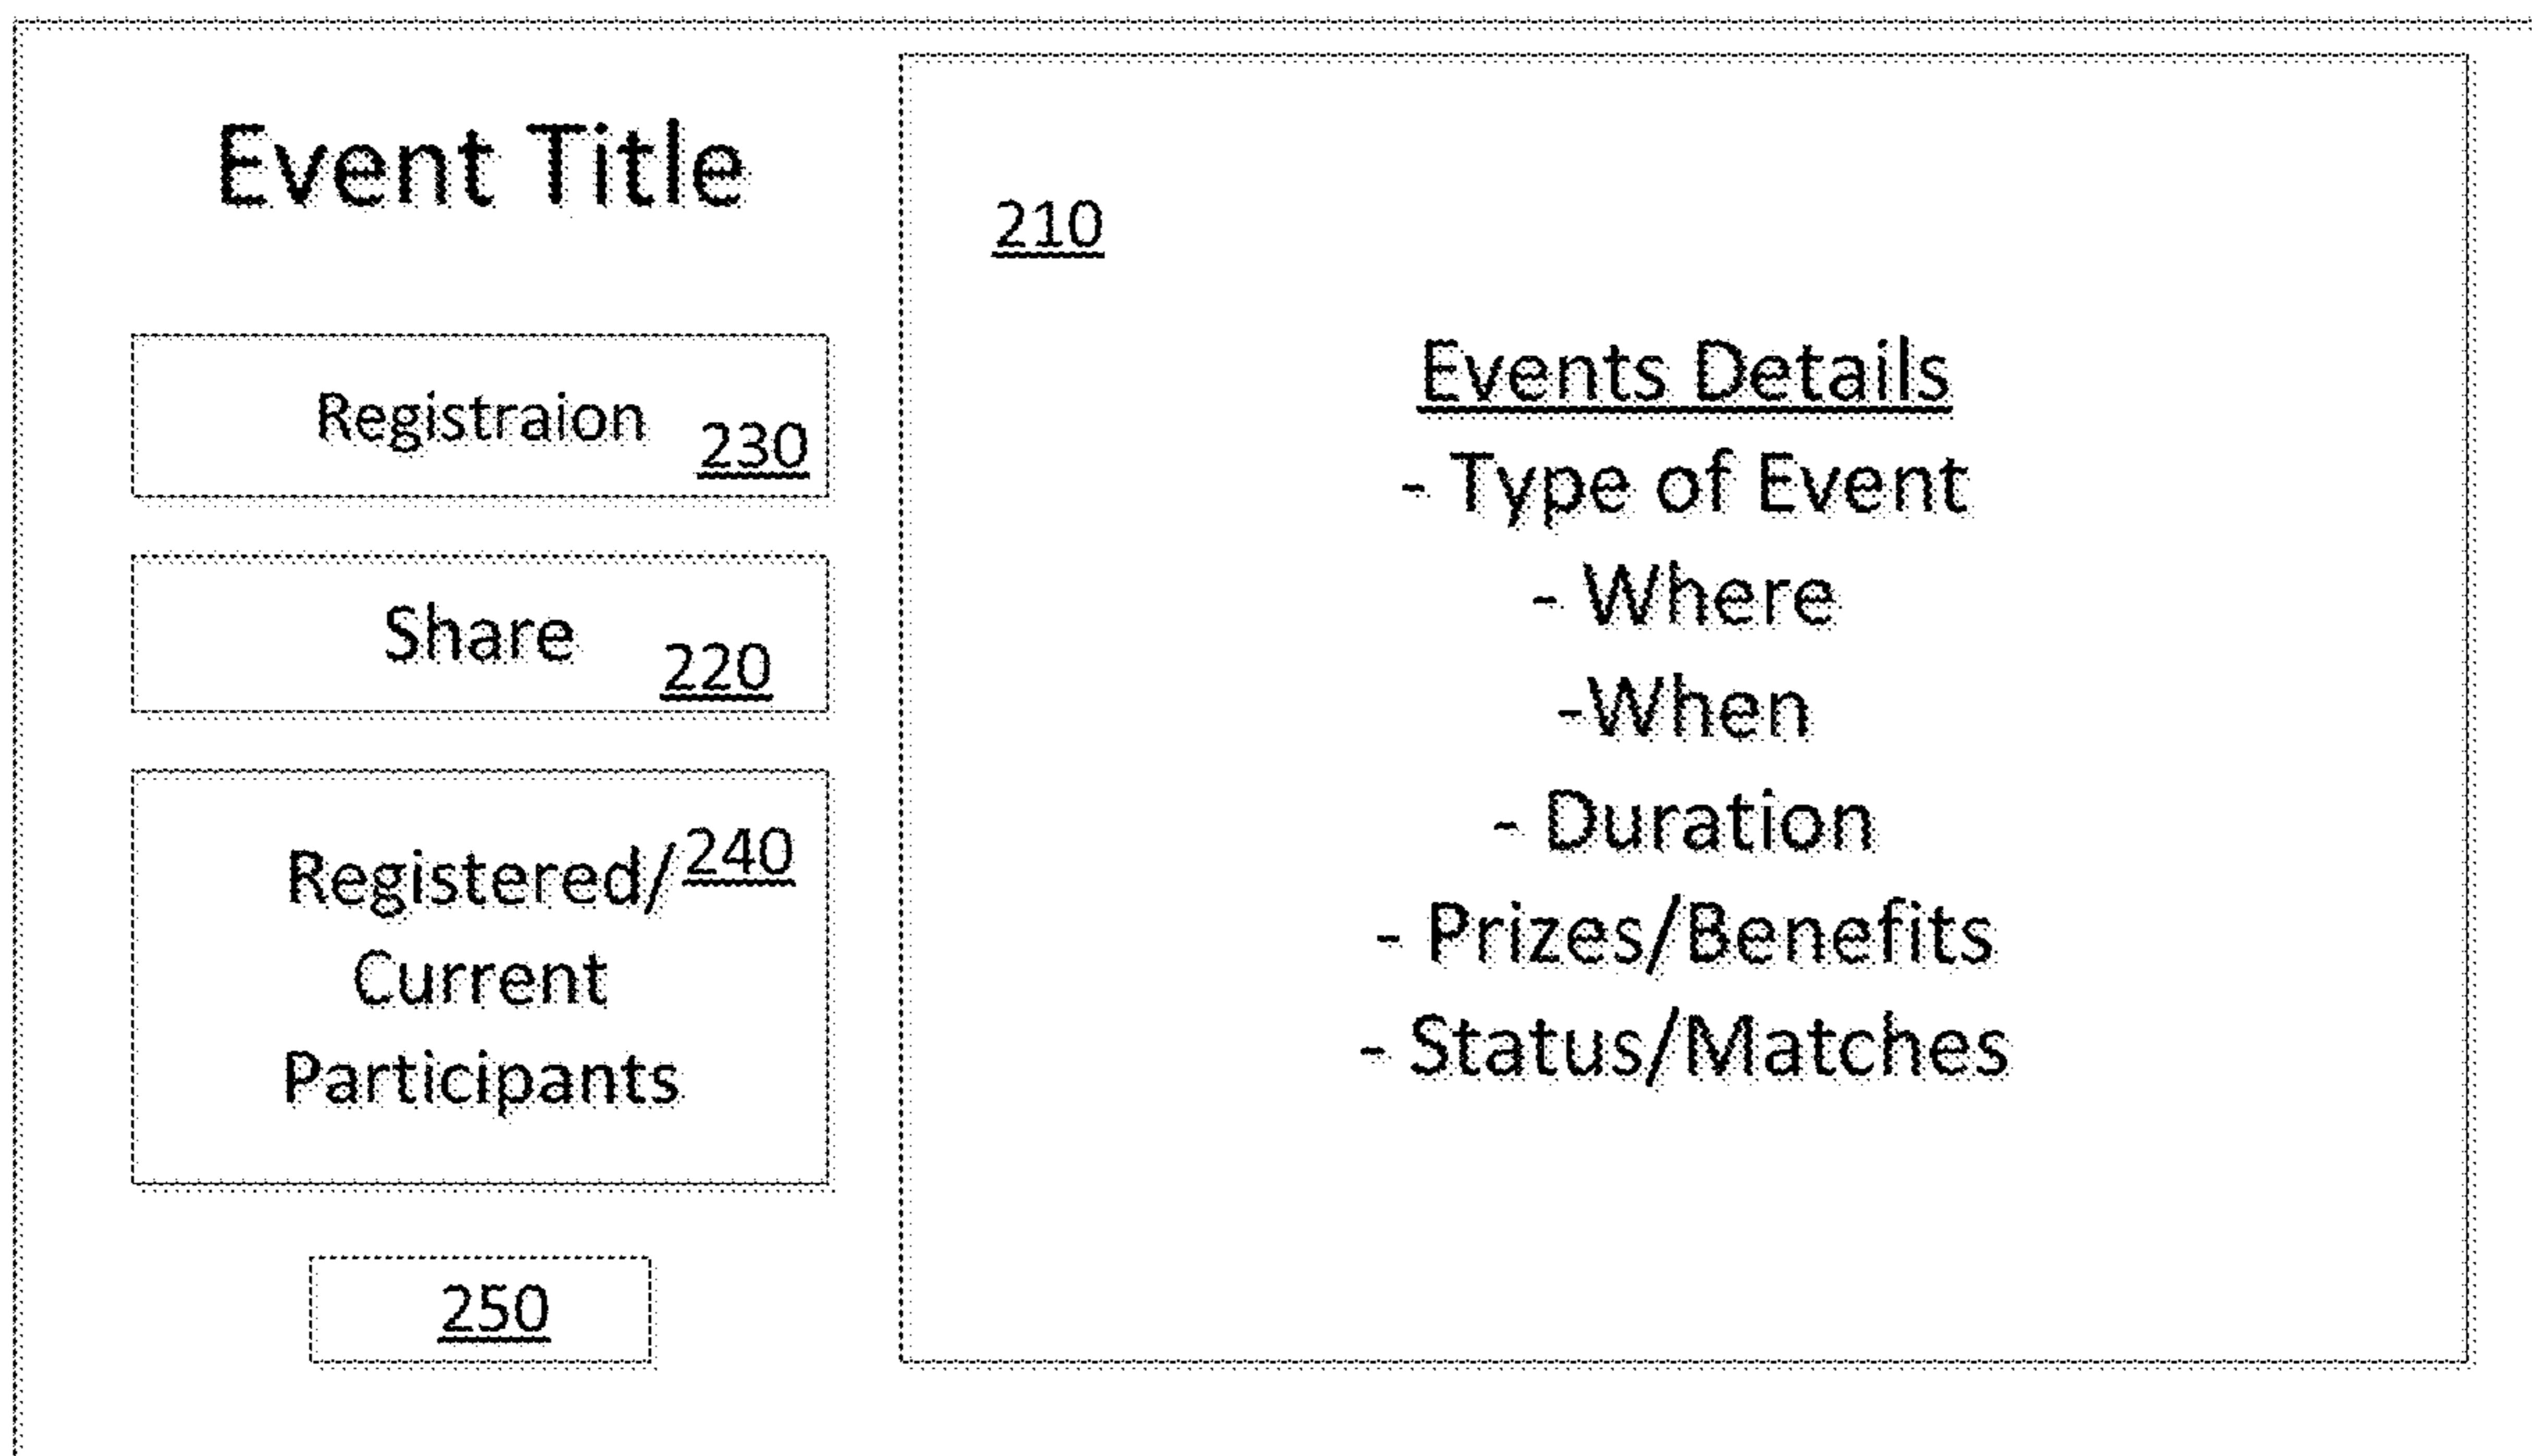 Event Title
Registraion 230
Share 220
Registered/ 240
Current
Participants
250
210
Events Details
- Type of Event
- Where
-When
- Duration
- Prizes/Benefits
- Status/Matches